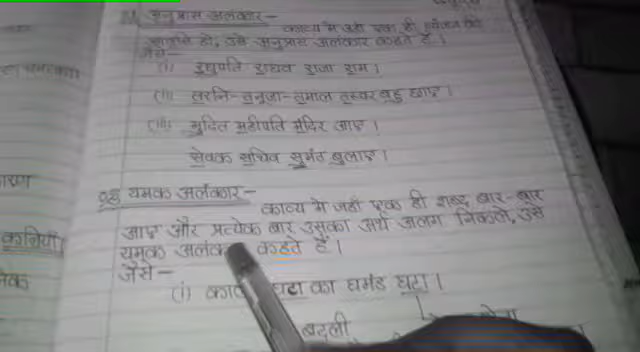 अनुप्रास अलंकार-
काव्य में जहाँ एक ही व्यंजन की
आवृत्ति हो, उसे अनुप्रास अलंकार कहते हैं।
जैसे-
(i) रघुपति राघव राजा राम।
(ii) तरनि-तनूजा-तमाल तरुवर बहु छाए।
(iii) मुदित महीपति मंदिर आए।
सेवक सचिव सुमंत बुलाए।
यमक अलंकार-
काव्य में जहाँ एक ही शब्द बार-बार
आए और प्रत्येक बार उसका अर्थ अलग निकले, उसे
यमक अलंकार कहते हैं।
जैसे-
(i) घटा का घमंड घटा।
बदली